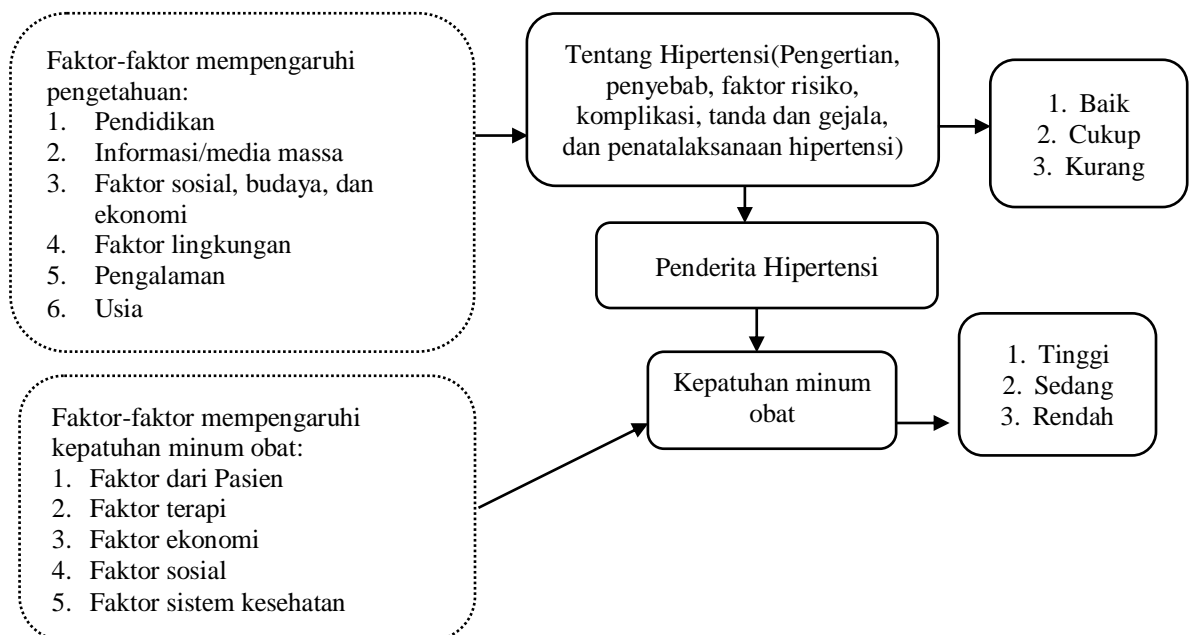 Faktor-faktor mempengaruhi
pengetahuan:
1. Pendidikan
2. Informasi/media massa
3. Faktor sosial, budaya, dan
ekonomi
4. Faktor lingkungan
5. Pengalaman
6. Usia
Tentang Hipertensi(Pengertian,
penyebab, faktor risiko,
komplikasi, tanda dan gejala,
dan penatalaksanaan hipertensi)
1. Baik
2. Cukup
3. Kurang
Penderita Hipertensi
Kepatuhan minum
obat
1. Tinggi
2. Sedang
3. Rendah
Faktor-faktor mempengaruhi
kepatuhan minum obat:
1. Faktor dari Pasien
2. Faktor terapi
3. Faktor ekonomi
4. Faktor sosial
5. Faktor sistem kesehatan